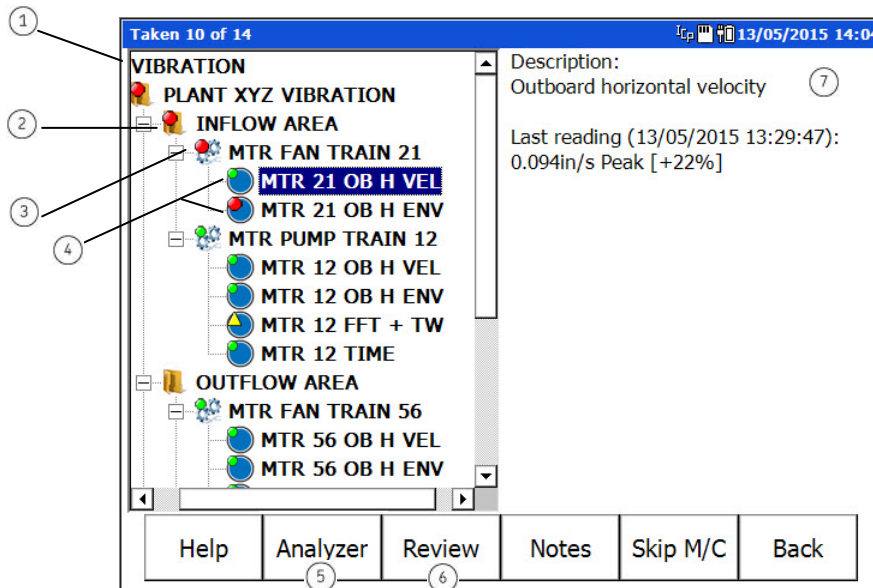 1
Taken 10 of 14 Icp 13/05/2015 14:04
VIBRATION
PLANT XYZ VIBRATION
2
INFLOW AREA
MTR FAN TRAIN 21
3
MTR 21 OB H VEL
4
MTR 21 OB H ENV
MTR PUMP TRAIN 12
MTR 12 OB H VEL
MTR 12 OB H ENV
MTR 12 FFT + TW
MTR 12 TIME
OUTFLOW AREA
MTR FAN TRAIN 56
MTR 56 OB H VEL
MTR 56 OB H ENV
Description:
Outboard horizontal velocity
7
Last reading (13/05/2015 13:29:47):
0.094in/s Peak [+22%]
Help Analyzer Review Notes Skip M/C Back
5 6